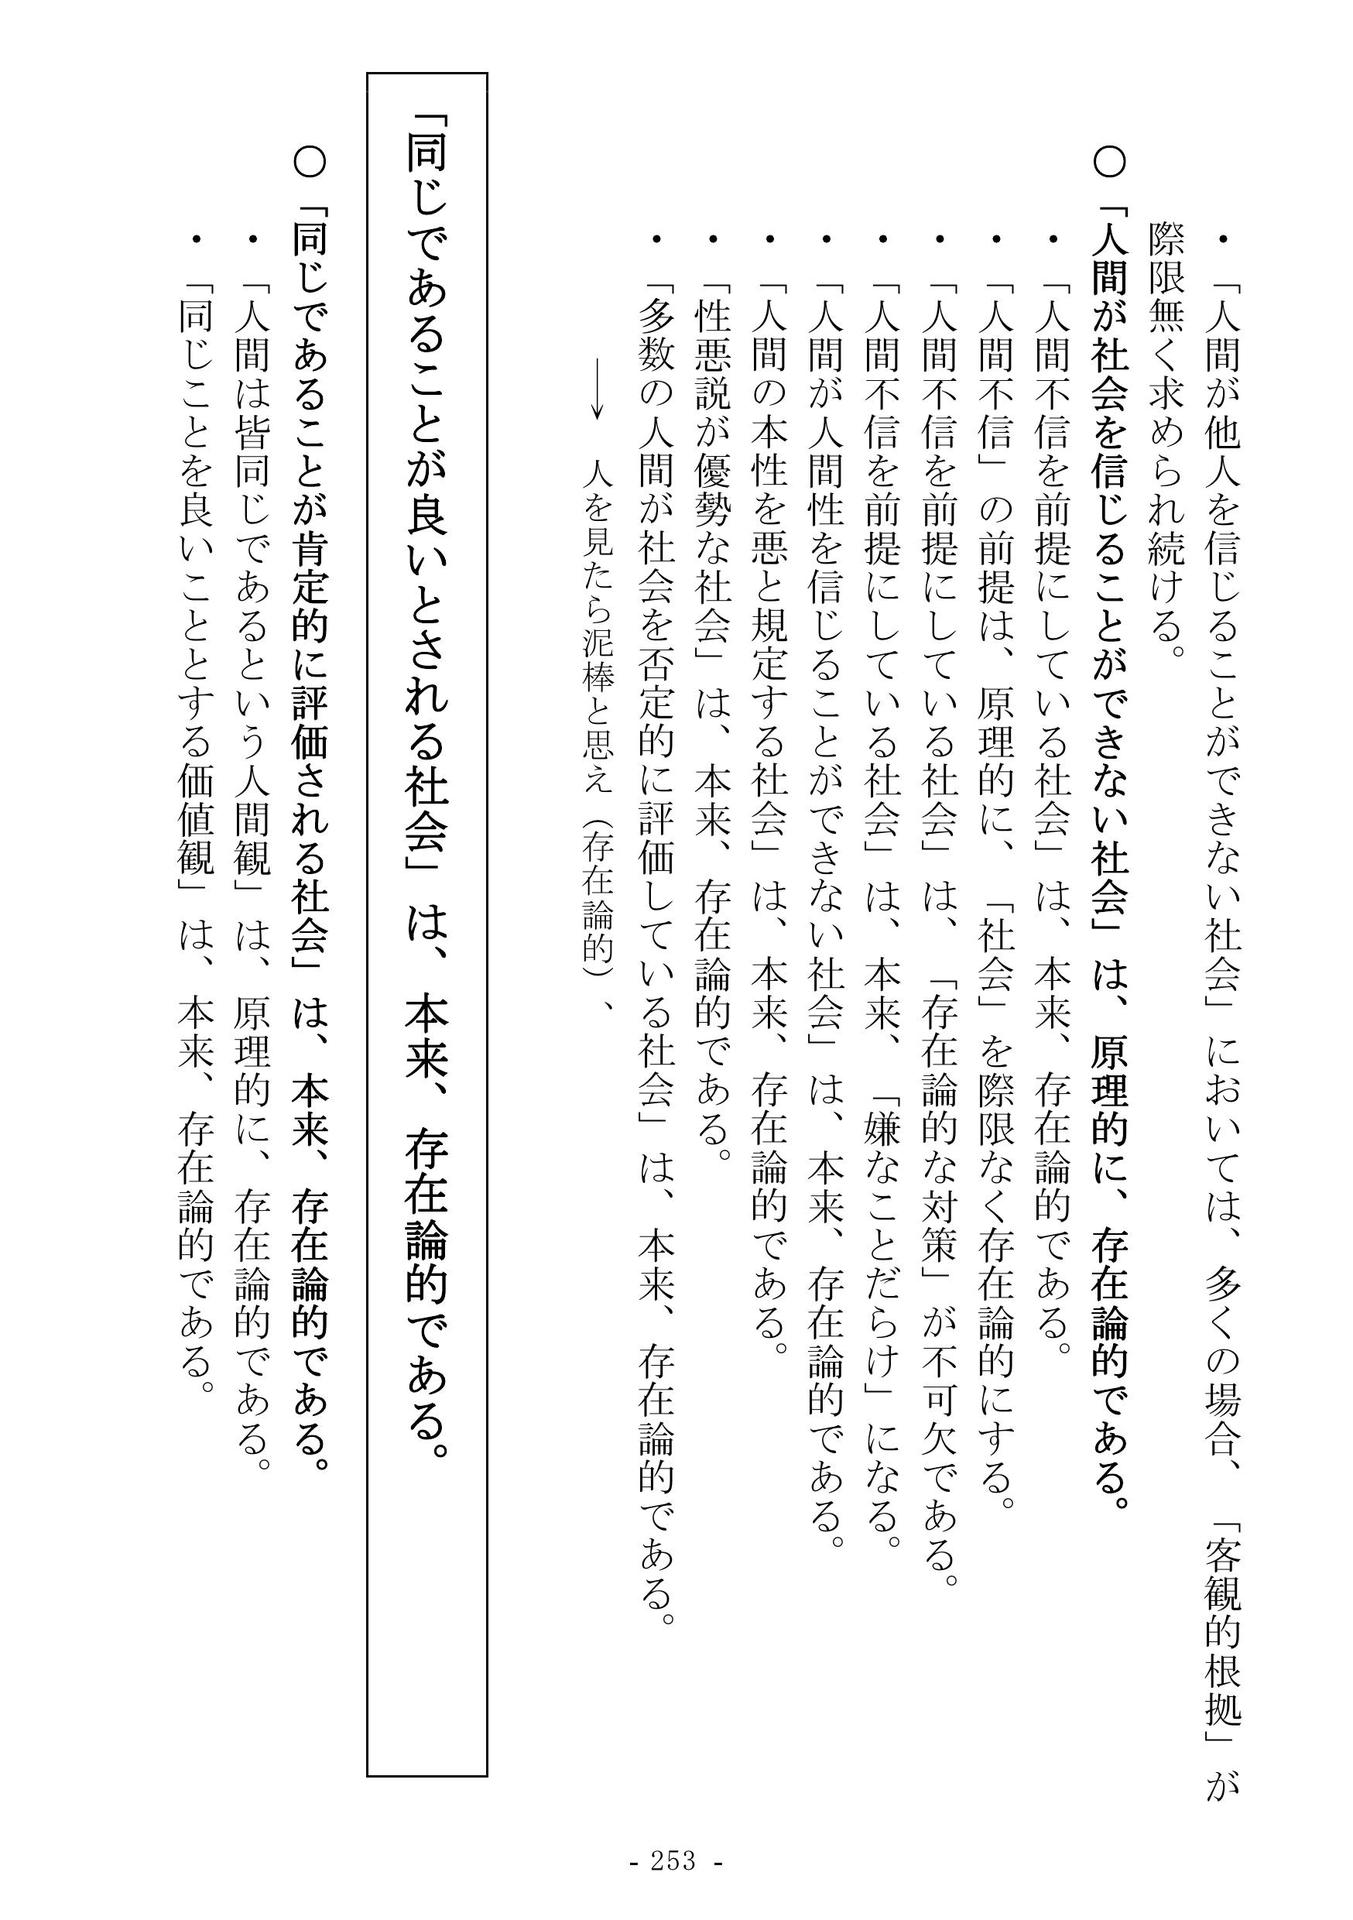 ・「人間が他人を信じることができない社会」においては、多くの場合、「客観的根拠」が
際限無く求められ続ける。
○「人間が社会を信じることができない社会」は、原理的に、存在論的である。
・「人間不信を前提にしている社会」は、本来、存在論的である。
・「人間不信」の前提は、原理的に、「社会」を際限なく存在論的にする。
・「人間不信を前提にしている社会」は、「存在論的な対策」が不可欠である。
・「人間不信を前提にしている社会」は、本来、「嫌なことだらけ」になる。
・「人間が人間性を信じることができない社会」は、本来、存在論的である。
・「人間の本性を悪と規定する社会」は、本来、存在論的である。
・「性悪説が優勢な社会」は、本来、存在論的である。
・「多数の人間が社会を否定的に評価している社会」は、本来、存在論的である。
→ 人を見たら泥棒と思え（存在論的）、
「同じであることが良いとされる社会」は、本来、存在論的である。
○「同じであることが肯定的に評価される社会」は、本来、存在論的である。
・「人間は皆同じであるという人間観」は、原理的に、存在論的である。
・「同じことを良いこととする価値観」は、本来、存在論的である。
- 253 -